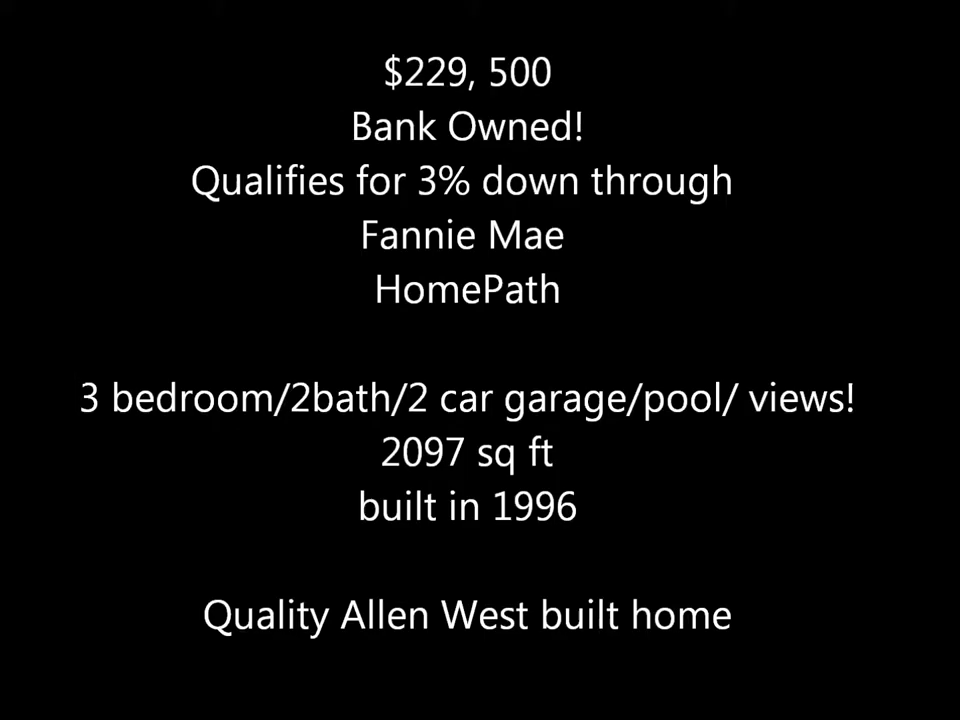 $229, 500
Bank Owned!
Qualifies for 3% down through
Fannie Mae
HomePath
3 bedroom/2bath/2 car garage/pool/ views!
2097 sq ft
built in 1996
Quality Allen West built home